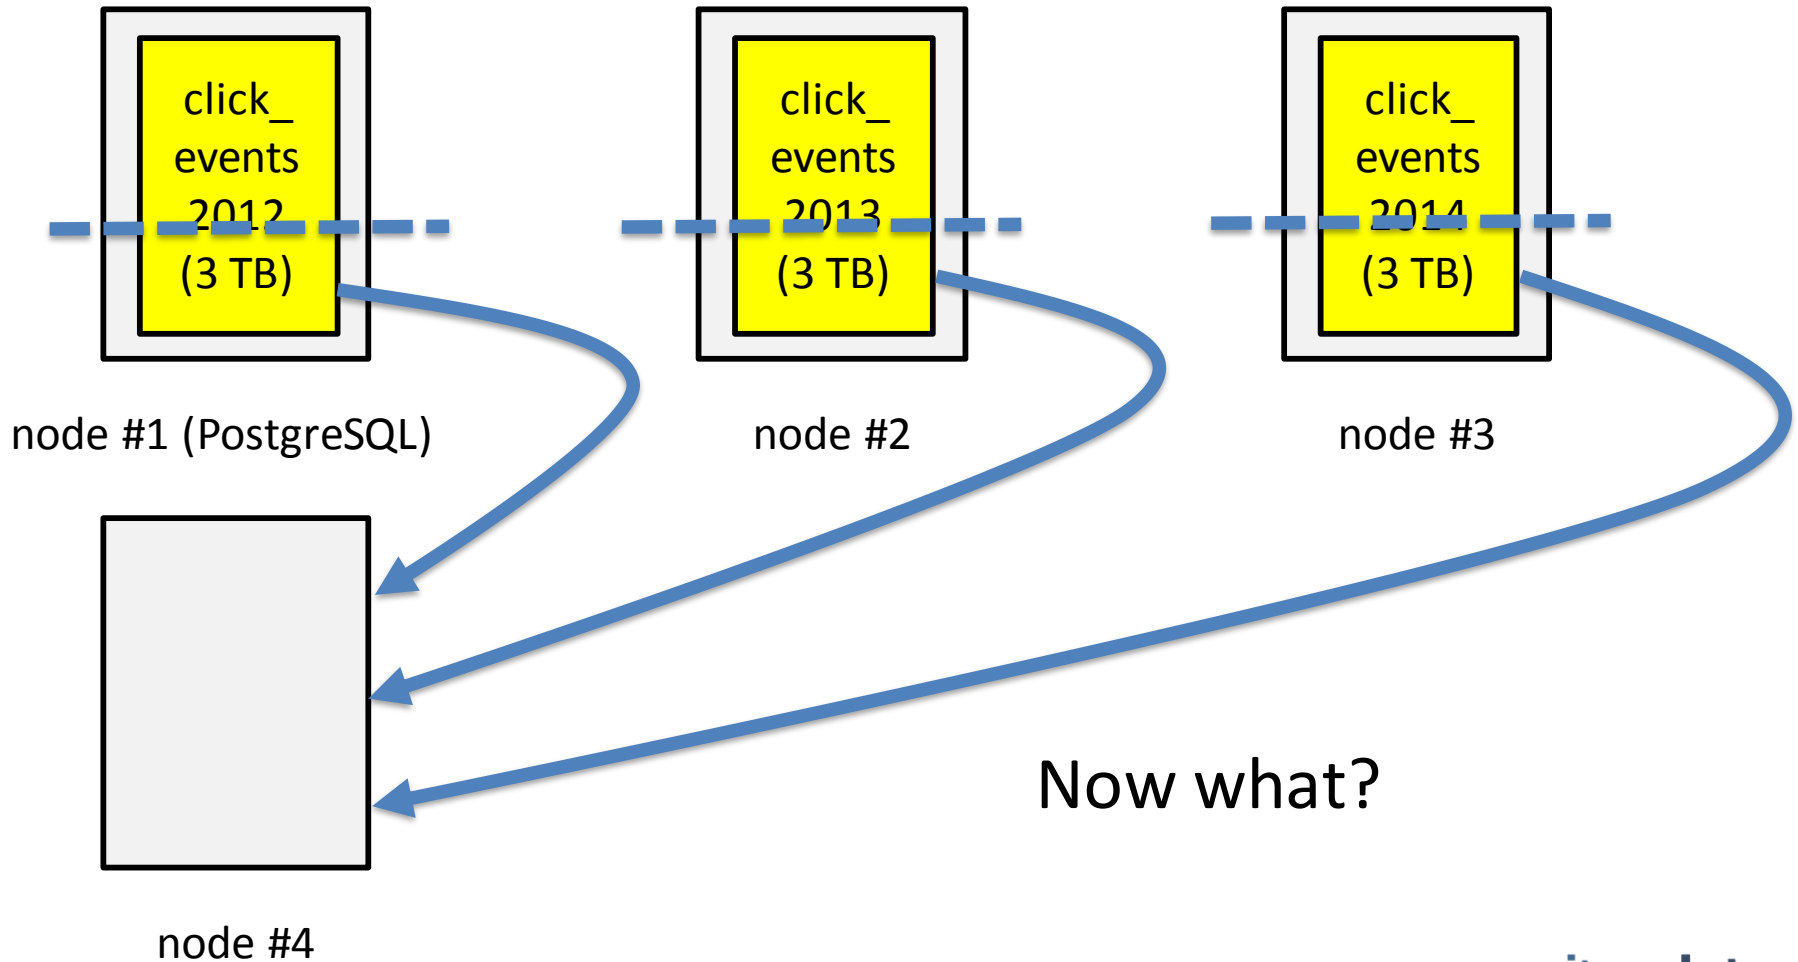 click_
events
2012
(3 TB)
click_
events
2013
(3 TB)
click_
events
2014
(3 TB)
node #1 (PostgreSQL)
node #2
node #3
Now what?
node #4